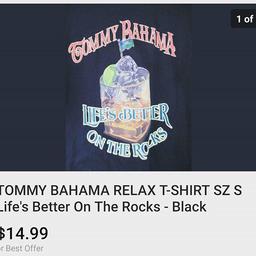 1 of
TOMMY BAHAMA
LIFE'S BETTER
ON THE ROCKS
TOMMY BAHAMA RELAX T-SHIRT SZ S
Life's Better On The Rocks - Black
$14.99
or Best Offer